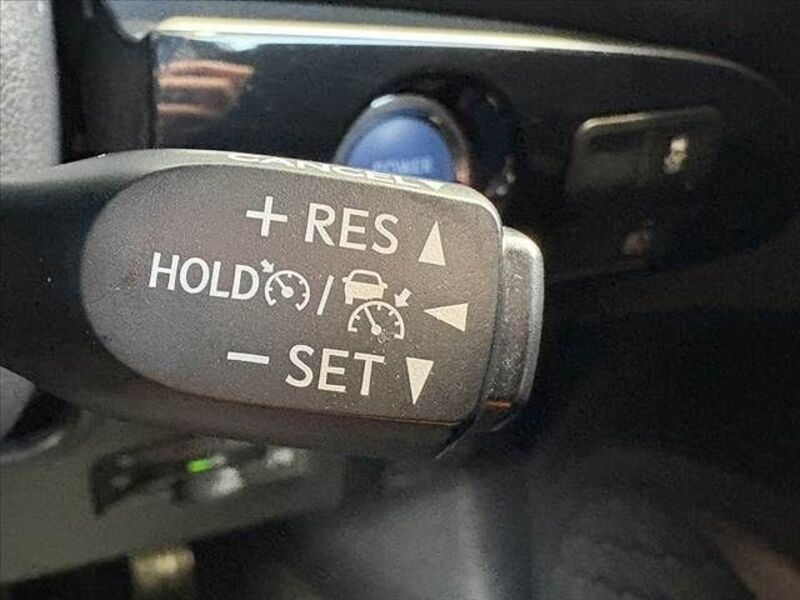 POWER
CANCEL
+ RES
HOLD /
- SET